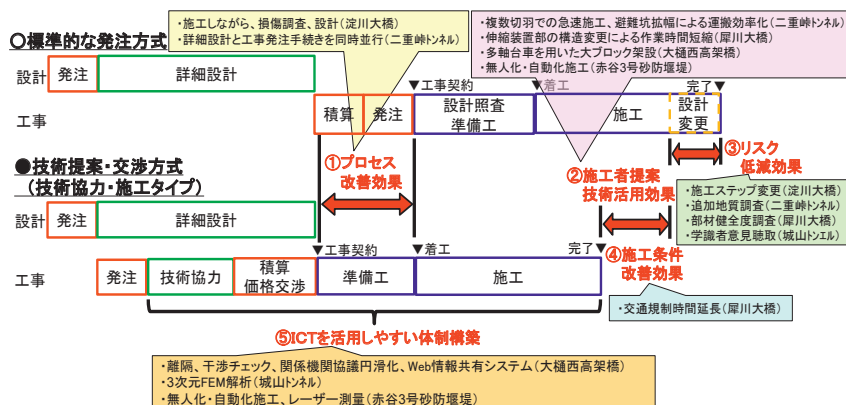 ・施工しながら、損傷調査、設計(淀川大橋)
・詳細設計と工事発注手続きを同時並行(二重峠トンネル)
・複数切羽での急速施工、避難坑拡幅による運搬効率化(二重峠トンネル)
・伸縮装置部の構造変更による作業時間短縮(犀川大橋)
・多軸台車を用いた大ブロック架設(大樋西高架橋)
・無人化・自動化施工(赤谷3号砂防堰堤)
○標準的な発注方式
設計
発注
詳細設計
▼工事契約
▼着工
完了▼
工事
積算
発注
設計照査
準備工
施工
設計
変更
●技術提案・交渉方式
(技術協力・施工タイプ)
①プロセス
改善効果
②施工者提案
技術活用効果
③リスク
低減効果
・施工ステップ変更(淀川大橋)
・追加地質調査(二重峠トンネル)
・部材健全度調査(犀川大橋)
・学識者意見聴取(城山トンエル)
設計
発注
詳細設計
▼工事契約
▼着工
完了▼
④施工条件
改善効果
工事
発注
技術協力
積算
価格交渉
準備工
施工
・交通規制時間延長(犀川大橋)
⑤ICTを活用しやすい体制構築
・離隔、干渉チェック、関係機関協議円滑化、Web情報共有システム(大樋西高架橋)
・3次元FEM解析(城山トンネル)
・無人化・自動化施工、レーザー測量(赤谷3号砂防堰堤)